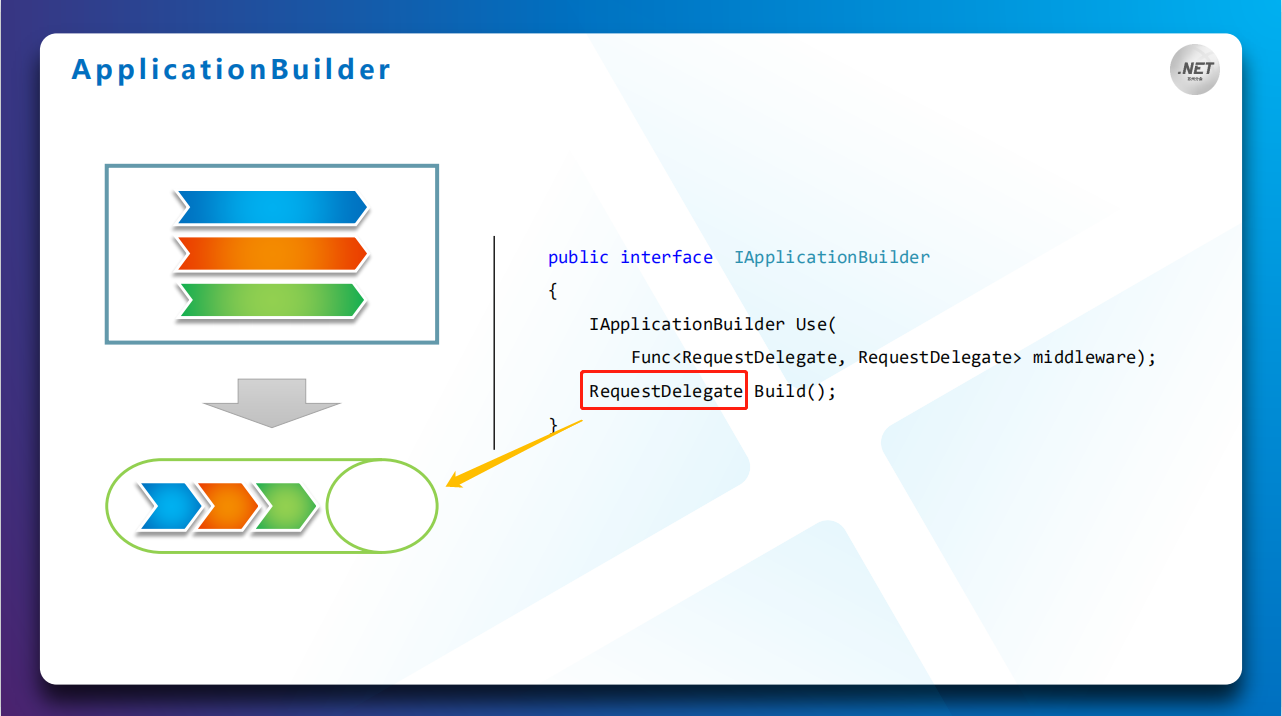 ApplicationBuilder
.NET
public interface  IApplicationBuilder
{
IApplicationBuilder Use(
Func<RequestDelegate, RequestDelegate> middleware);
RequestDelegate Build();
}